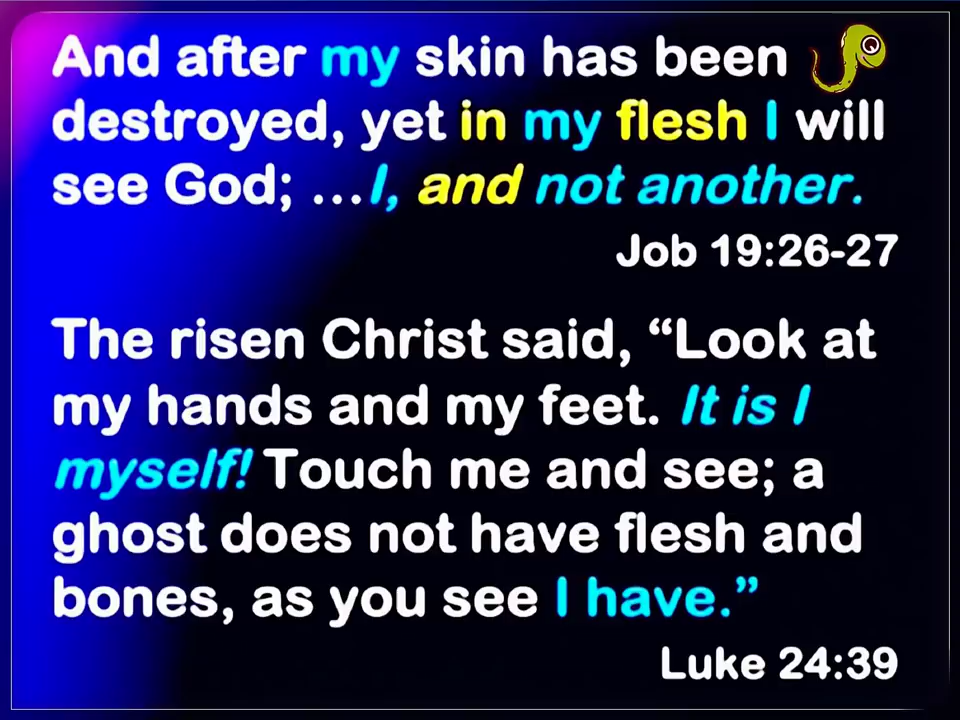 And after my skin has been
destroyed, yet in my flesh I will
see God; …I, and not another.
Job 19:26-27
The risen Christ said, “Look at
my hands and my feet. It is I
myself! Touch me and see; a
ghost does not have flesh and
bones, as you see I have.”
Luke 24:39